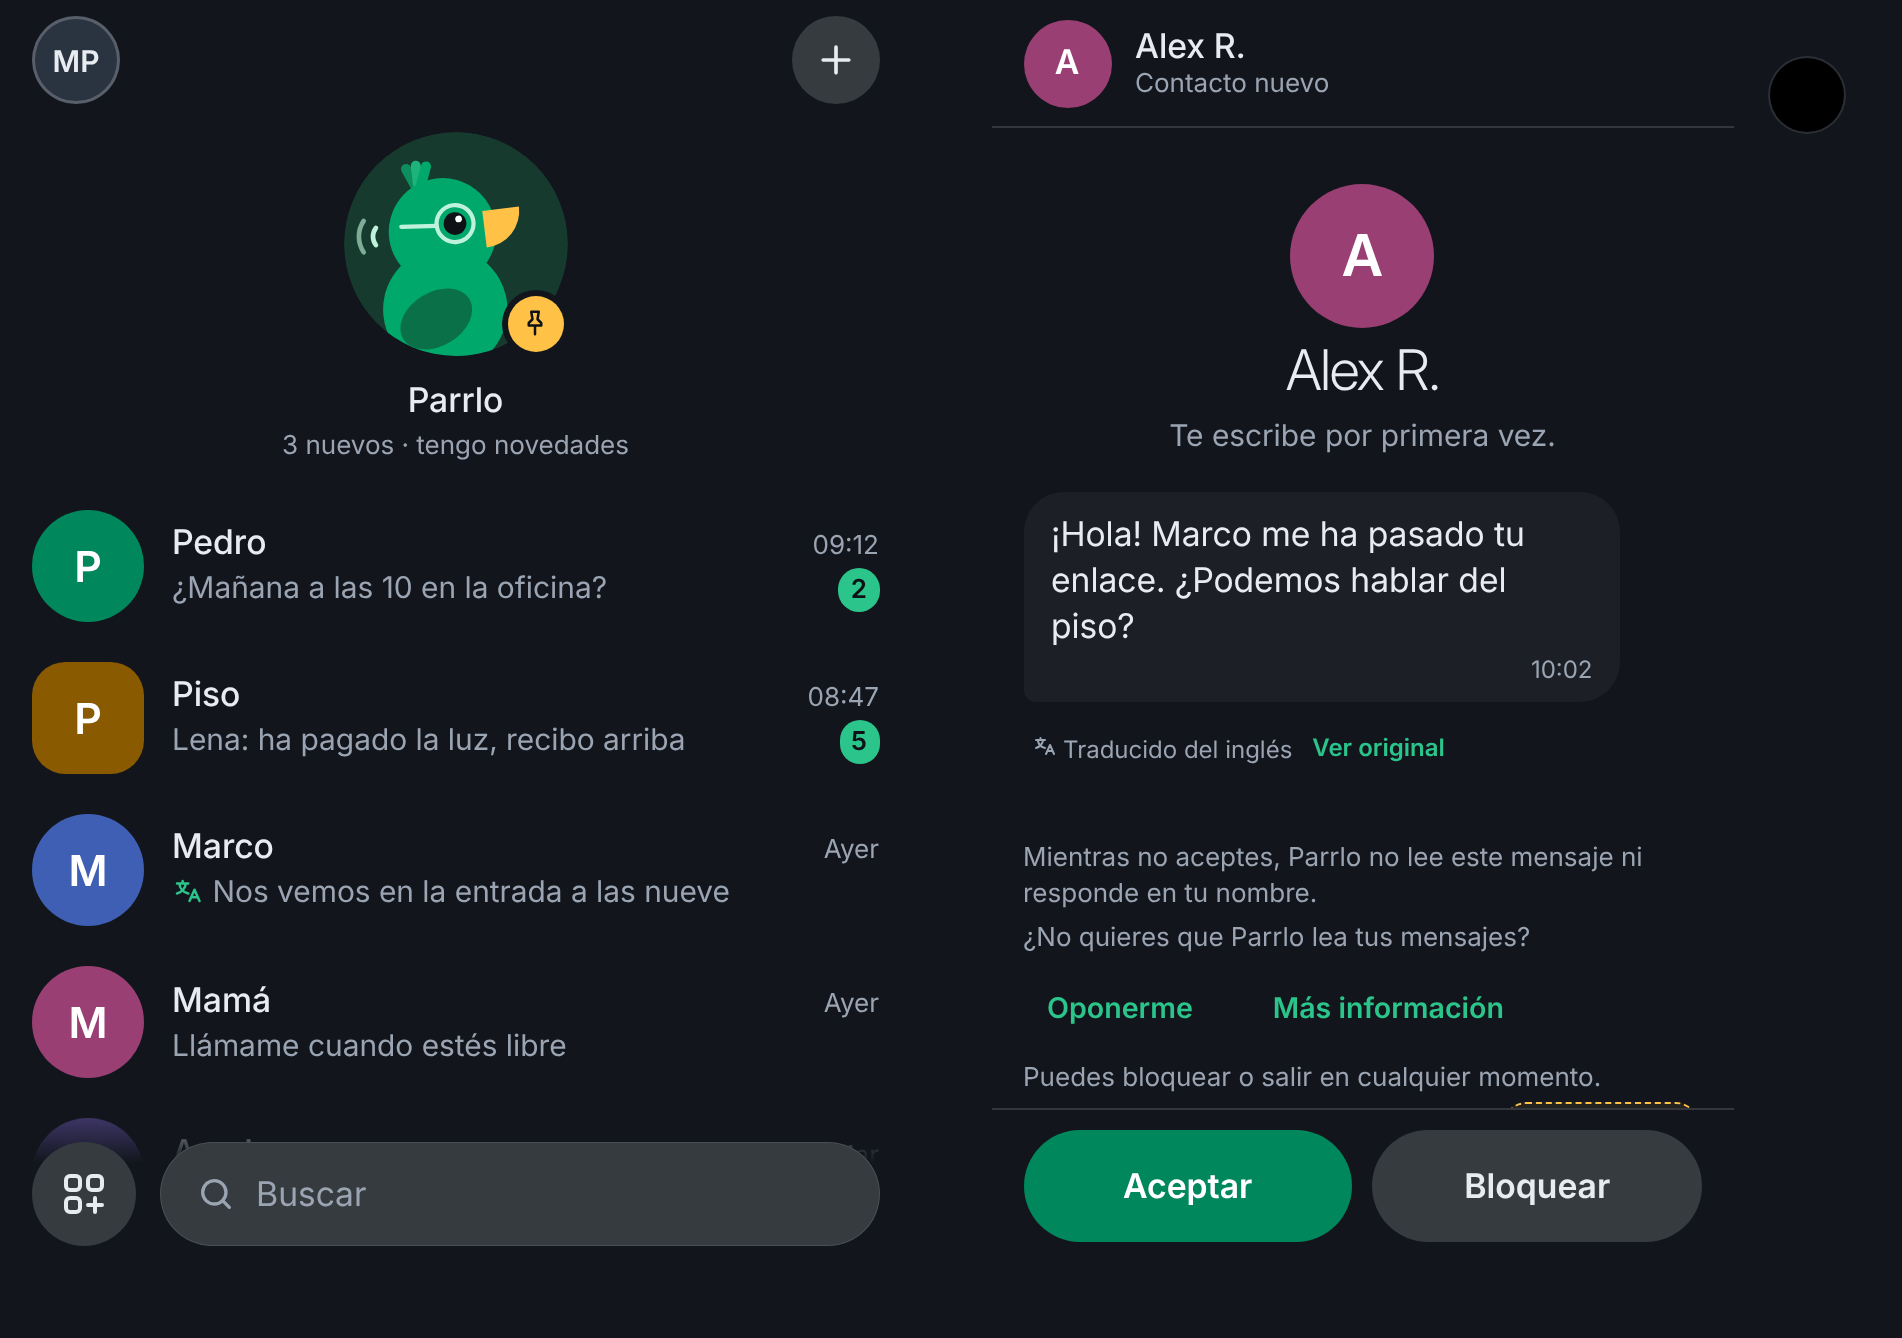 MP
Parrlo
3 nuevos · tengo novedades
P
Pedro
09:12
¿Mañana a las 10 en la oficina?
2
P
Piso
08:47
Lena: ha pagado la luz, recibo arriba
5
M
Marco
Ayer
Nos vemos en la entrada a las nueve
M
Mamá
Ayer
Llámame cuando estés libre
Buscar
A
Alex R.
Contacto nuevo
A
Alex R.
Te escribe por primera vez.
¡Hola! Marco me ha pasado tu
enlace. ¿Podemos hablar del
piso?
10:02
Traducido del inglés Ver original
Mientras no aceptes, Parrlo no lee este mensaje ni
responde en tu nombre.
¿No quieres que Parrlo lea tus mensajes?
Oponerme Más información
Puedes bloquear o salir en cualquier momento.
Aceptar Bloquear